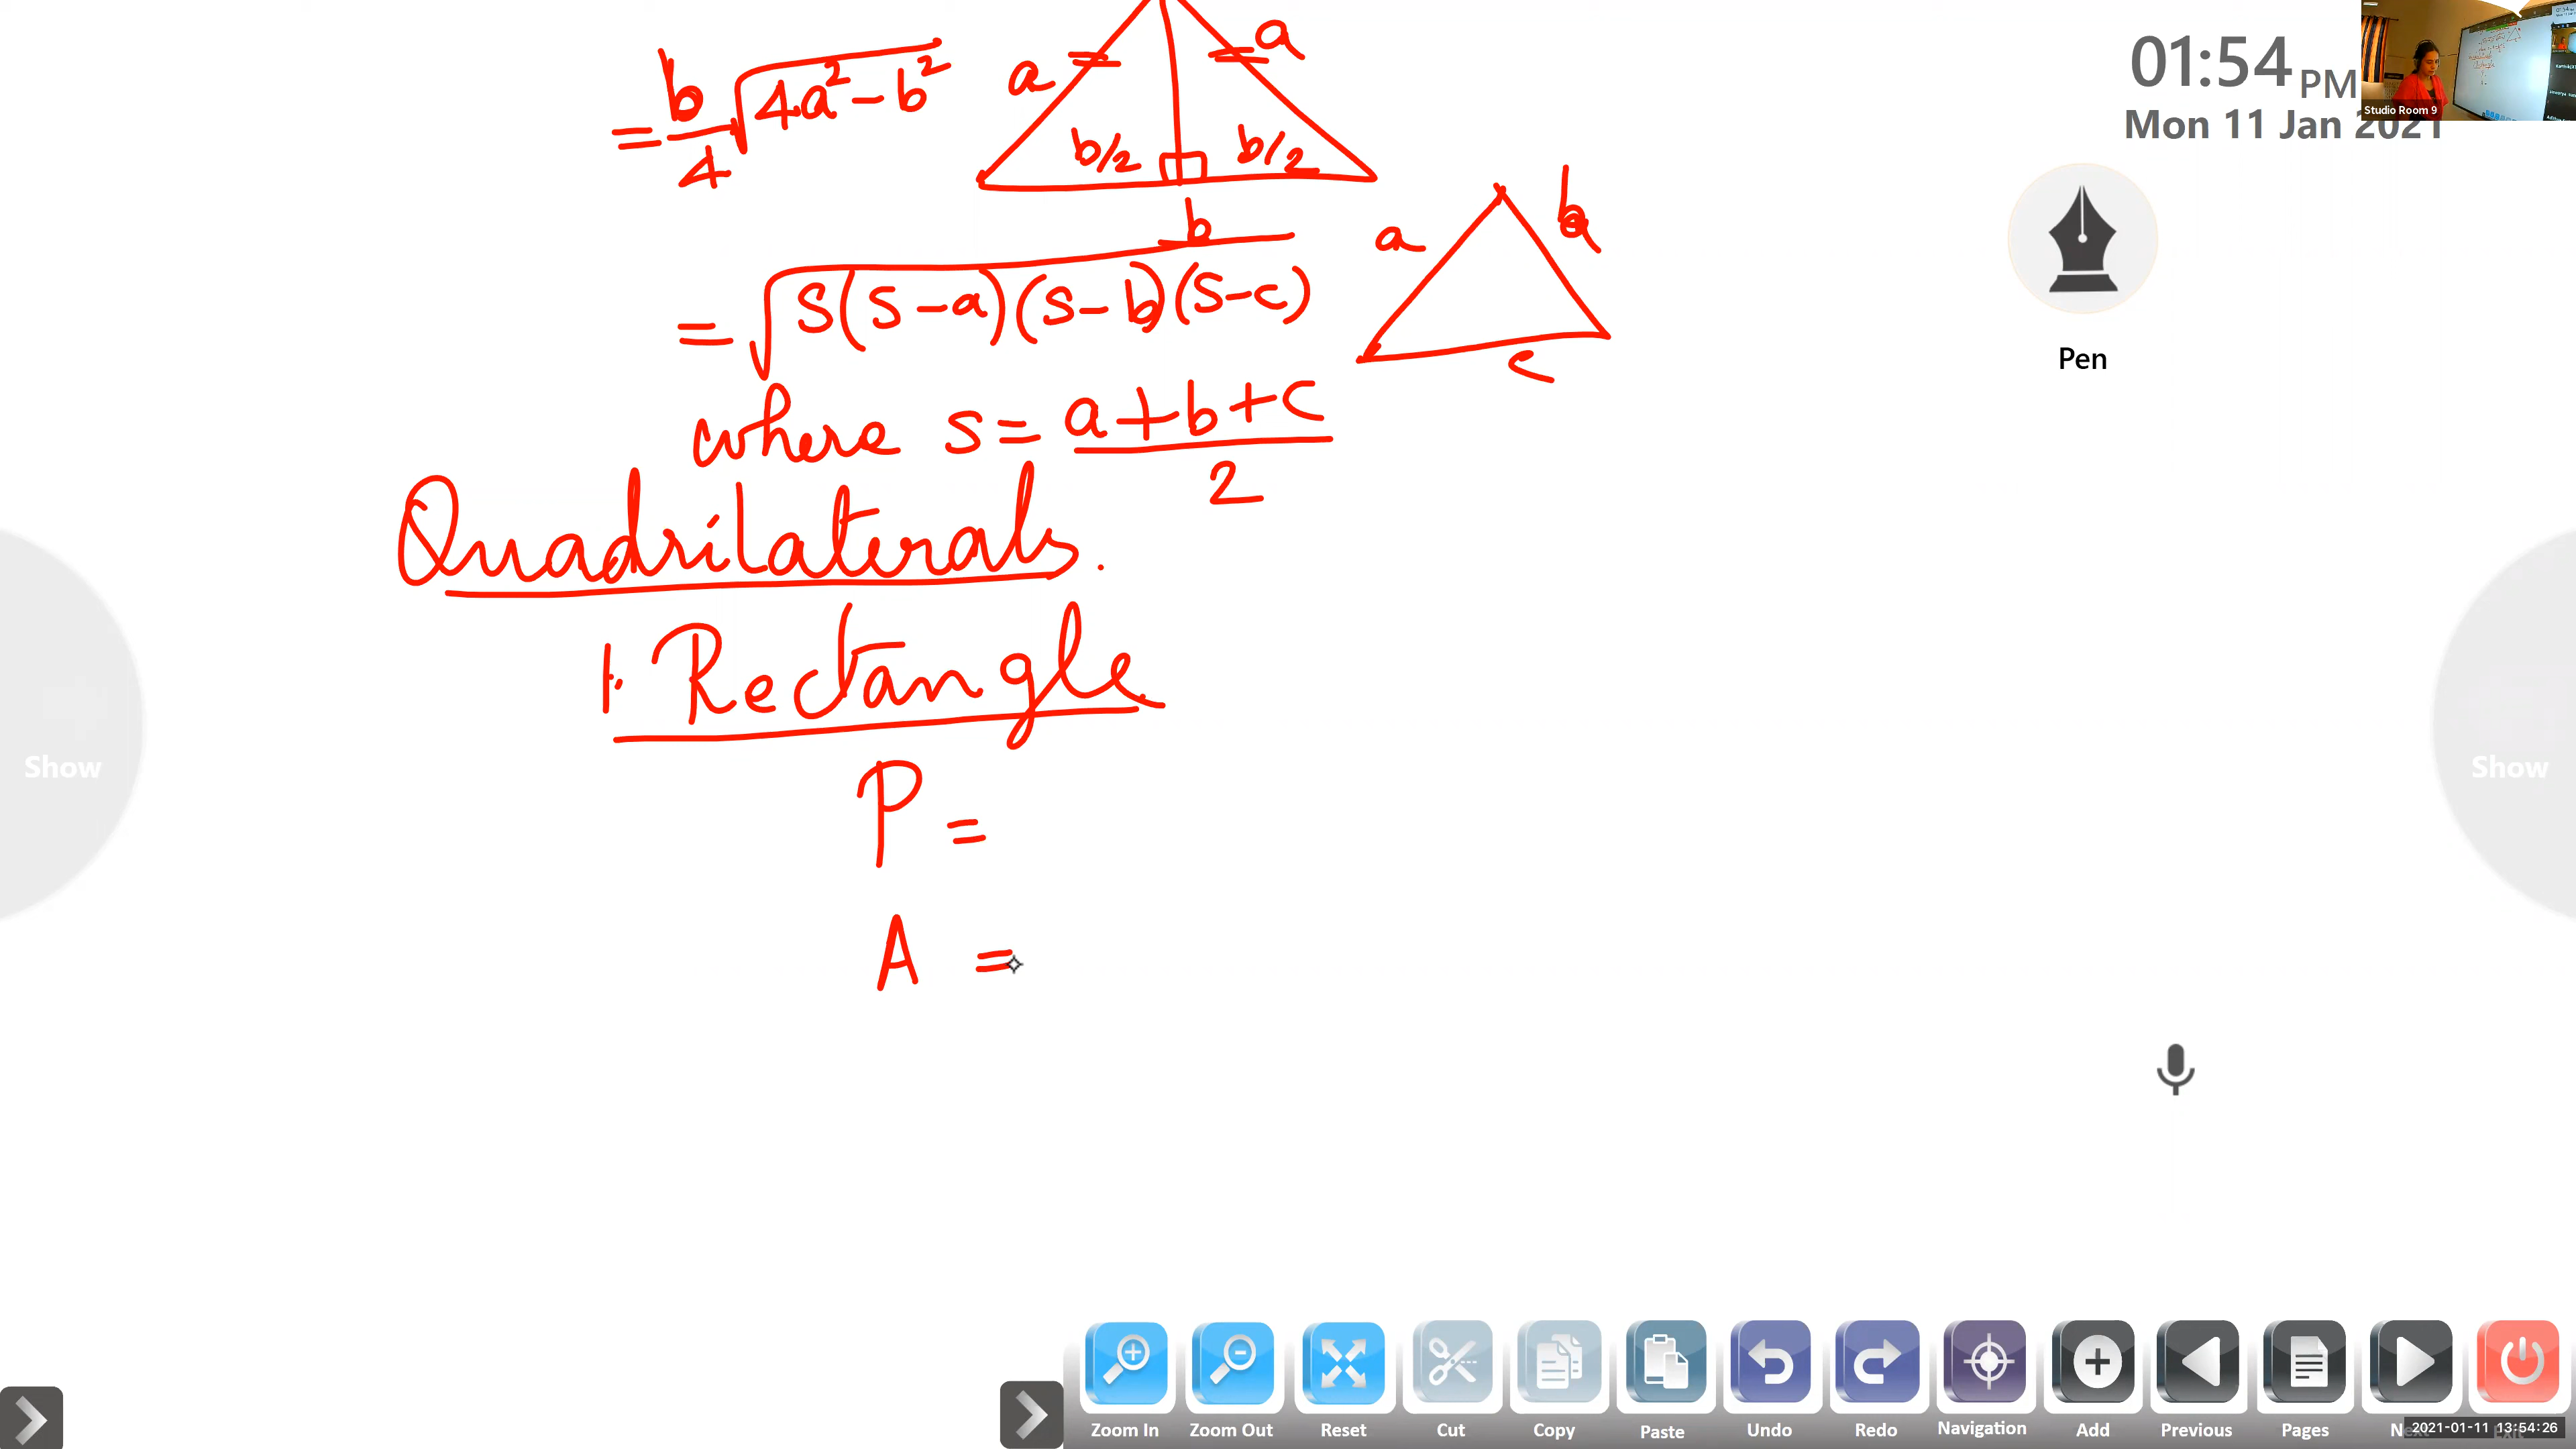 01:54 PM
Mon 11 Jan 2021
Studio Room 9
= b/4 √(4a² − b²)
a
a
b/2
b/2
b
= √(S(S−a)(S−b)(S−c))
a
b
c
where s = (a+b+c)/2
Pen
Quadrilaterals.
1. Rectangle
Show
Show
P =
A =
Zoom In
Zoom Out
Reset
Cut
Copy
Paste
Undo
Redo
Navigation
Add
Previous
Pages
2021-01-11 13:54:26